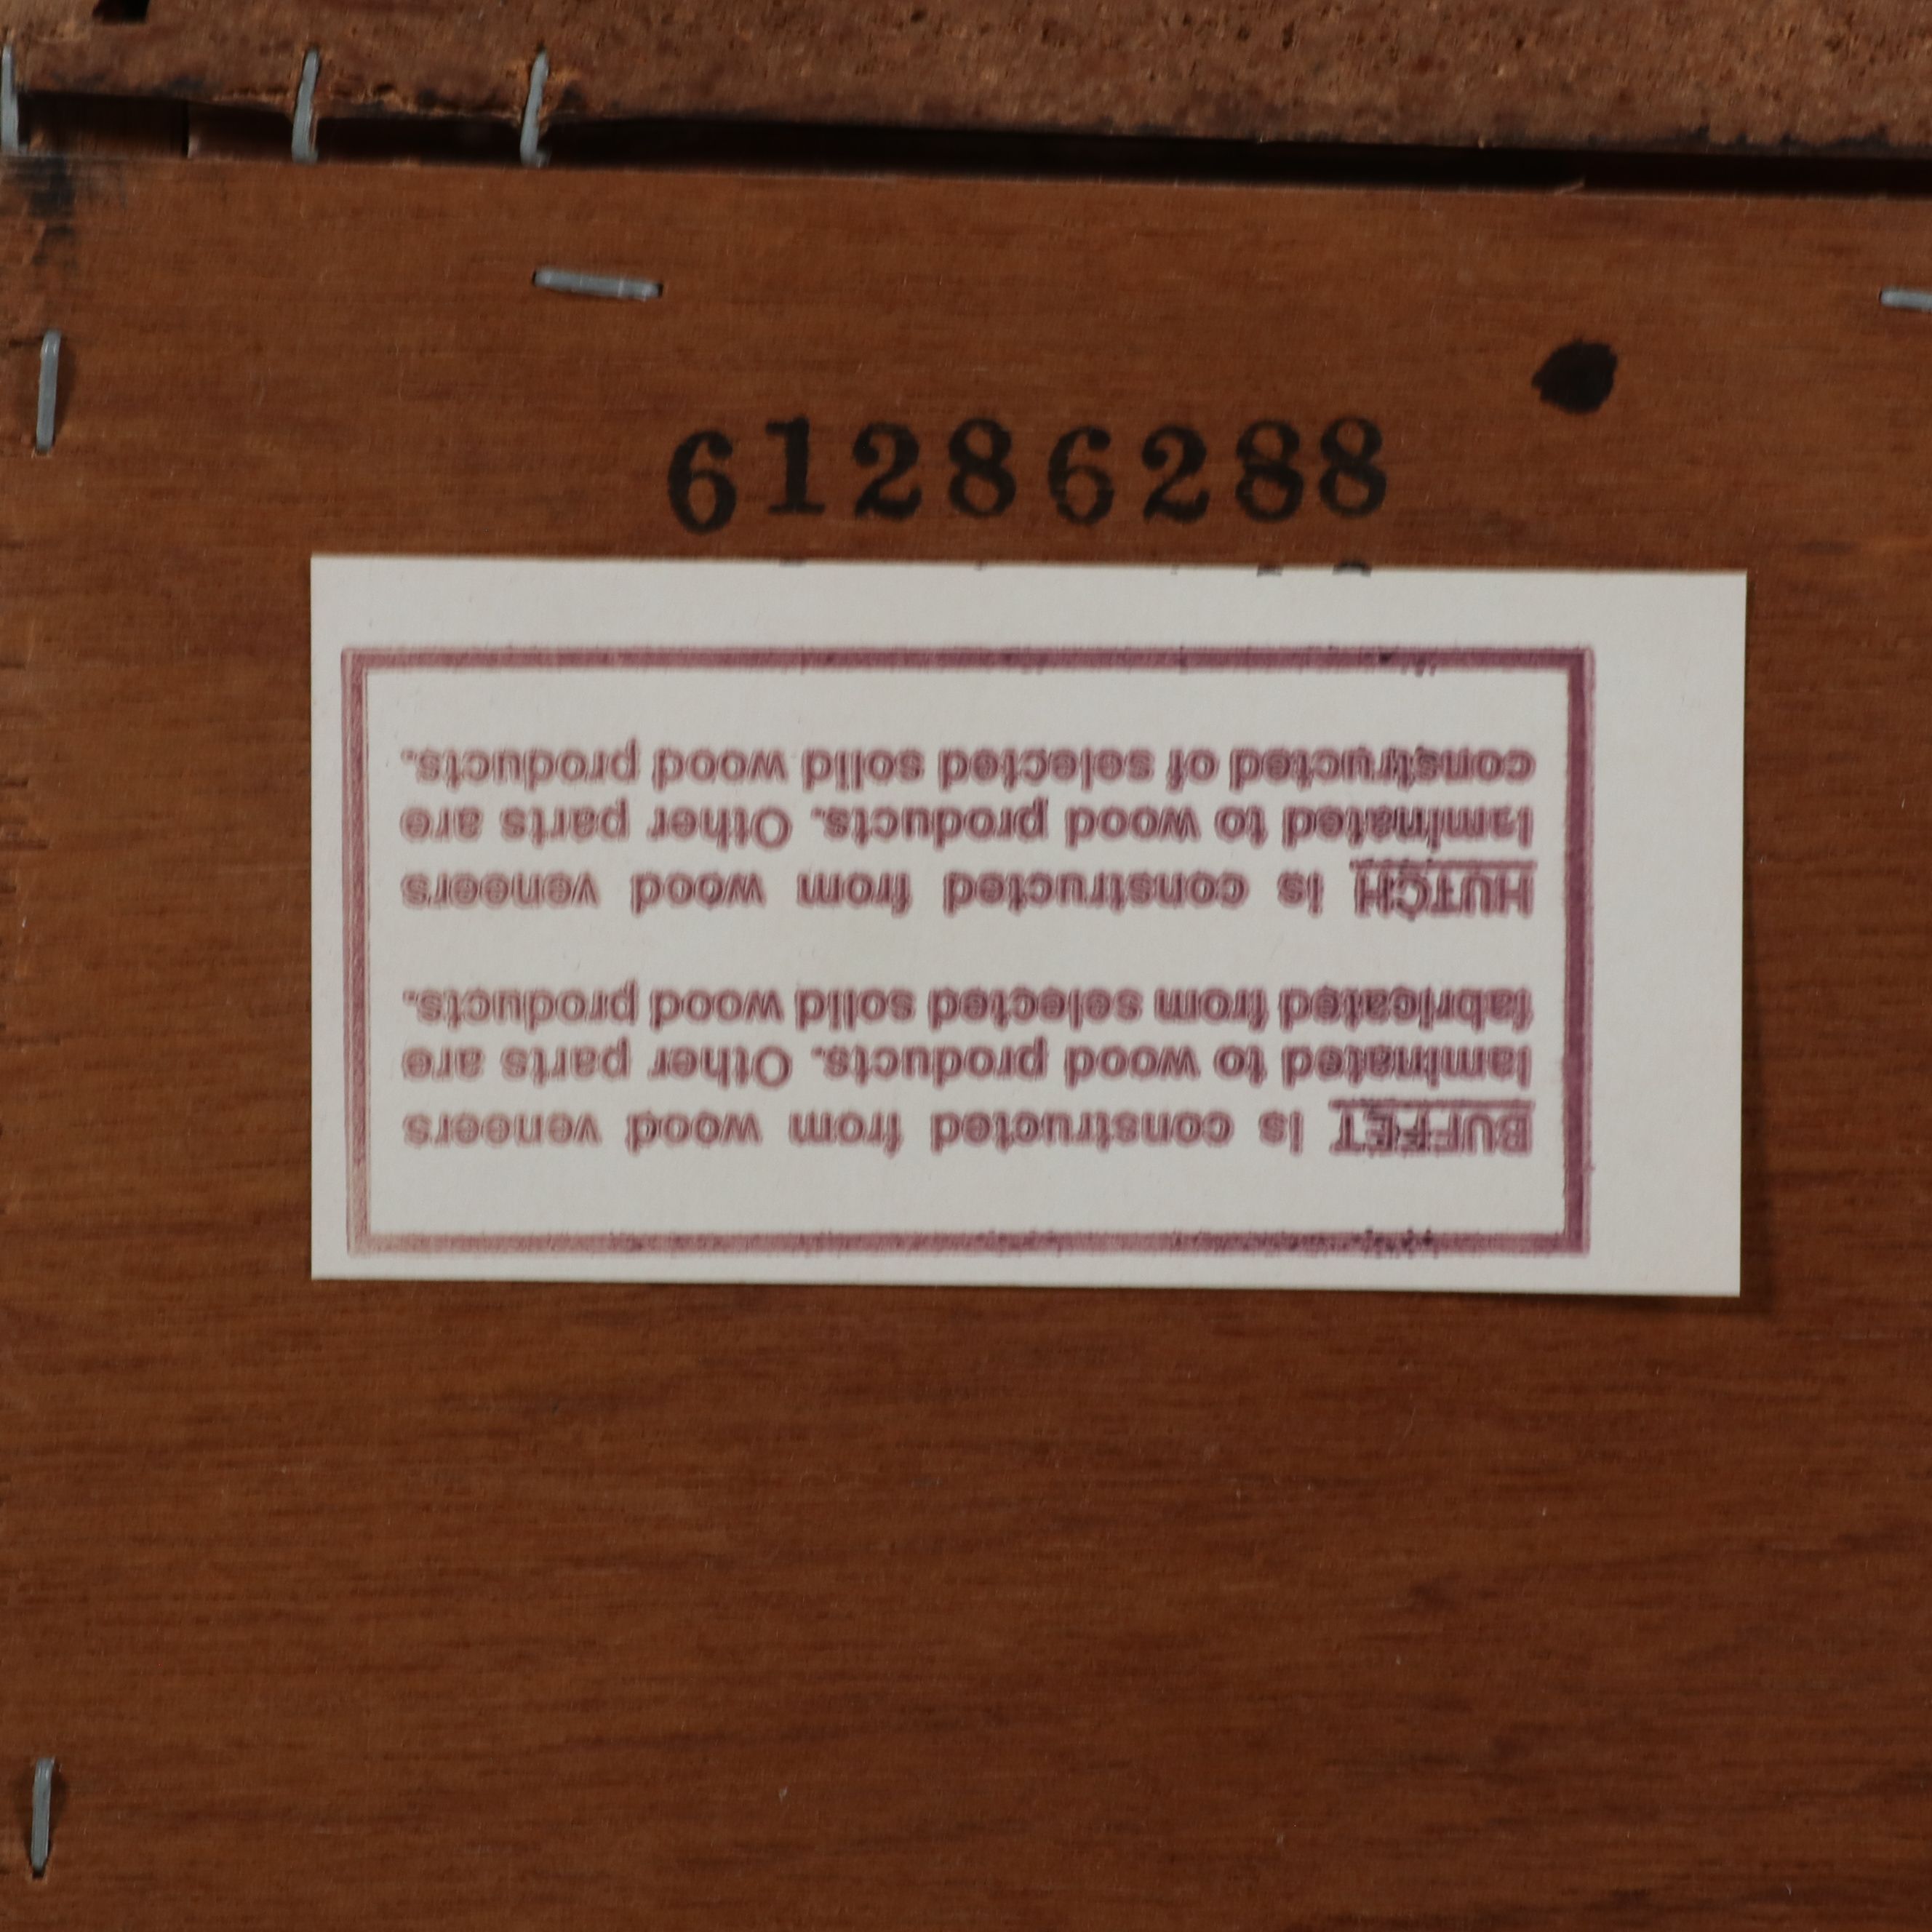 61286288
BUFFET is constructed from wood veneers
laminated to wood products. Other parts are
fabricated from selected solid wood products.
HUTCH is constructed from wood veneers
laminated to wood products. Other parts are
constructed of selected solid wood products.